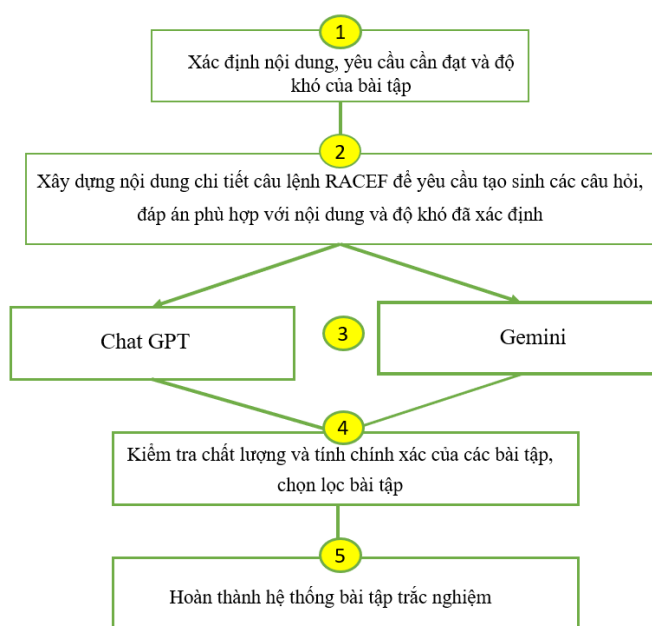 1
Xác định nội dung, yêu cầu cần đạt và độ
khó của bài tập
2
Xây dựng nội dung chi tiết câu lệnh RACEF để yêu cầu tạo sinh các câu hỏi,
đáp án phù hợp với nội dung và độ khó đã xác định
Chat GPT
3
Gemini
4
Kiểm tra chất lượng và tính chính xác của các bài tập,
chọn lọc bài tập
5
Hoàn thành hệ thống bài tập trắc nghiệm